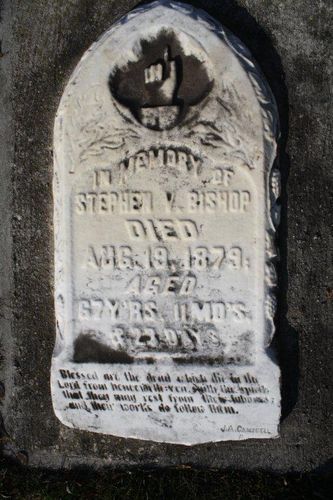 IN MEMORY OF
STEPHEN V. BISHOP
DIED
AUG. 19, 1879.
AGED
67 Y'RS. 11 MO'S.
& 23 DAYS
Blessed are the dead which die in the
Lord from henceforth: yea, saith the spirit
that they may rest from their labours
and their works do follow them.
J.A.